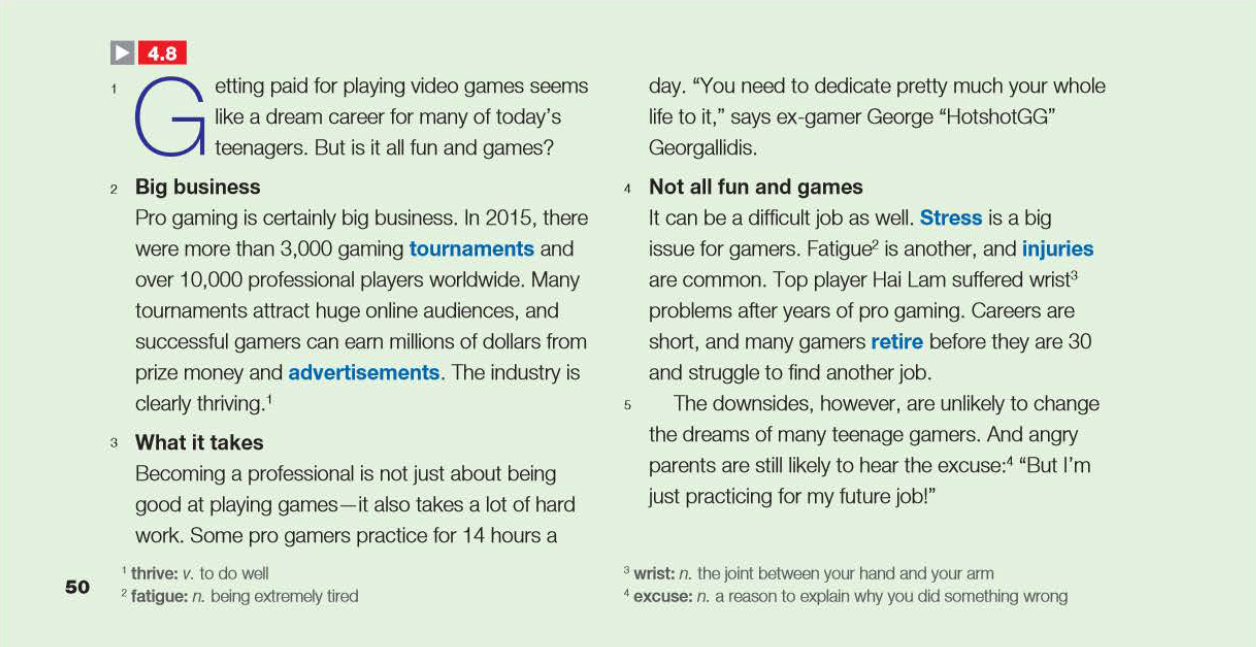 4.8
1 Getting paid for playing video games seems
like a dream career for many of today's
teenagers. But is it all fun and games?
2 Big business
Pro gaming is certainly big business. In 2015, there
were more than 3,000 gaming tournaments and
over 10,000 professional players worldwide. Many
tournaments attract huge online audiences, and
successful gamers can earn millions of dollars from
prize money and advertisements. The industry is
clearly thriving.¹
3 What it takes
Becoming a professional is not just about being
good at playing games—it also takes a lot of hard
work. Some pro gamers practice for 14 hours a
day. “You need to dedicate pretty much your whole
life to it,” says ex-gamer George “HotshotGG”
Georgallidis.
4 Not all fun and games
It can be a difficult job as well. Stress is a big
issue for gamers. Fatigue² is another, and injuries
are common. Top player Hai Lam suffered wrist³
problems after years of pro gaming. Careers are
short, and many gamers retire before they are 30
and struggle to find another job.
5 The downsides, however, are unlikely to change
the dreams of many teenage gamers. And angry
parents are still likely to hear the excuse:⁴ “But I’m
just practicing for my future job!”
¹ thrive: v. to do well
² fatigue: n. being extremely tired
³ wrist: n. the joint between your hand and your arm
⁴ excuse: n. a reason to explain why you did something wrong
50